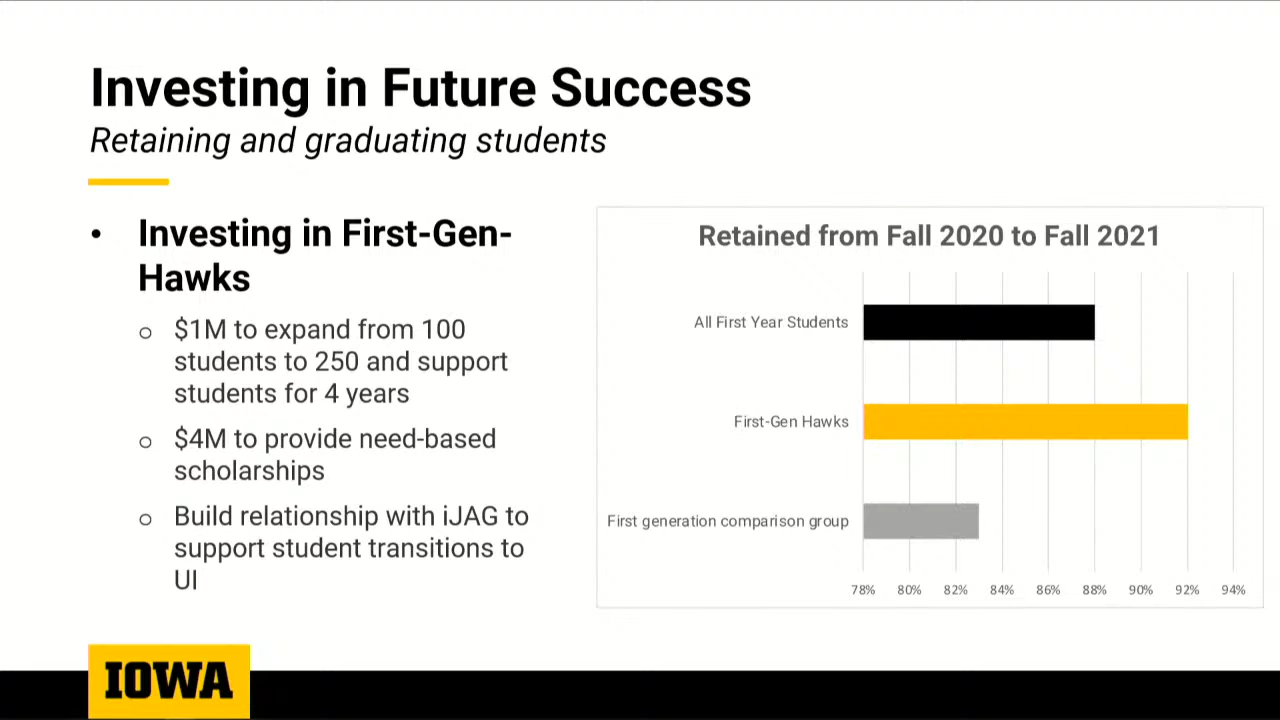 Investing in Future Success
Retaining and graduating students
• Investing in First-Gen-
Hawks
○ $1M to expand from 100
students to 250 and support
students for 4 years
○ $4M to provide need-based
scholarships
○ Build relationship with iJAG to
support student transitions to
UI
Retained from Fall 2020 to Fall 2021
All First Year Students
First-Gen Hawks
First generation comparison group
78% 80% 82% 84% 86% 88% 90% 92% 94%
IOWA